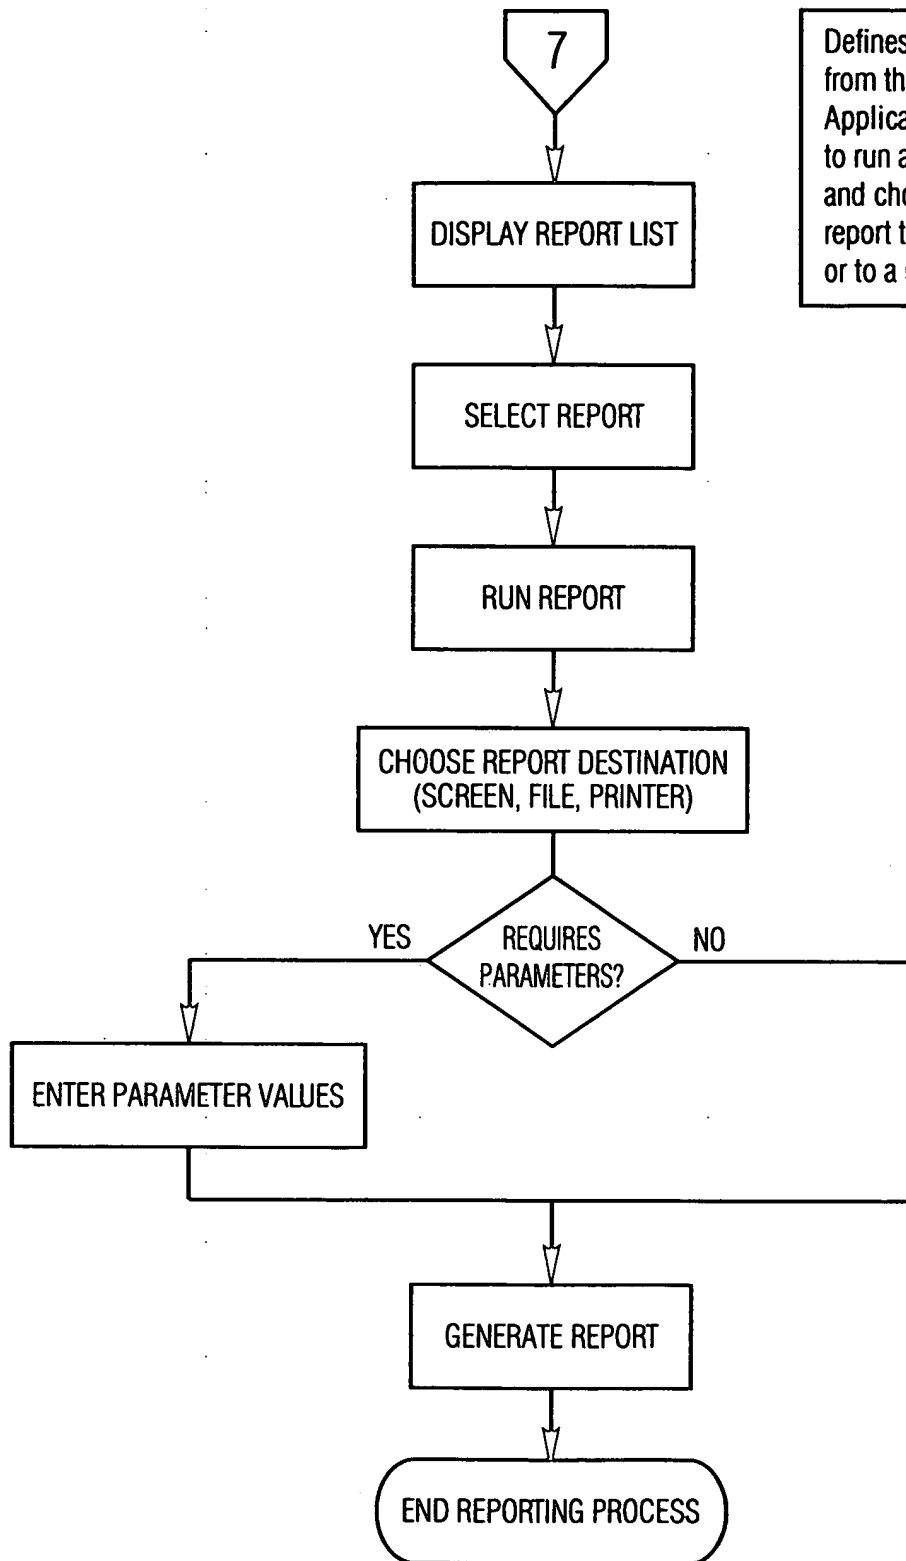 7
Defines
from
Applica
to run a
and cho
report t
or to a
DISPLAY REPORT LIST
SELECT REPORT
RUN REPORT
CHOOSE REPORT DESTINATION
(SCREEN, FILE, PRINTER)
YES
REQUIRES
PARAMETERS?
NO
ENTER PARAMETER VALUES
GENERATE REPORT
END REPORTING PROCESS